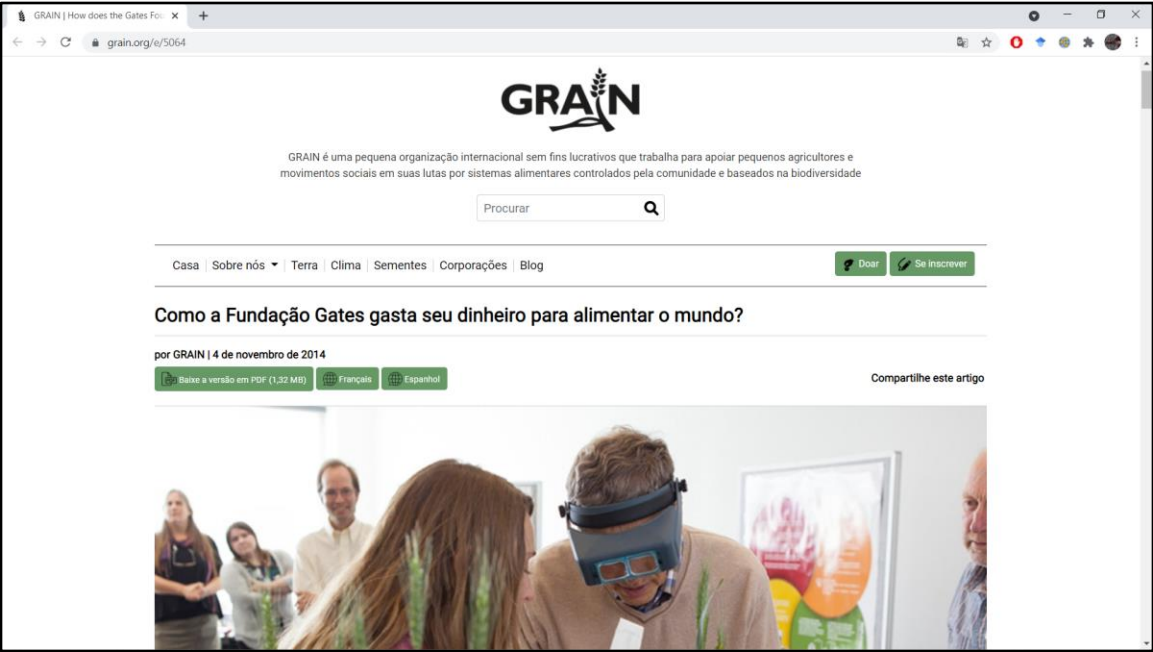 GRAIN | How does the Gates Fou
grain.org/e/5064
GRAIN
GRAIN é uma pequena organização internacional sem fins lucrativos que trabalha para apoiar pequenos agricultores e
movimentos sociais em suas lutas por sistemas alimentares controlados pela comunidade e baseados na biodiversidade
Procurar
Casa | Sobre nós | Terra | Clima | Sementes | Corporações | Blog
Doar Se inscrever
Como a Fundação Gates gasta seu dinheiro para alimentar o mundo?
por GRAIN | 4 de novembro de 2014
Baixe a versão em PDF (1,32 MB) Français Espanhol
Compartilhe este artigo